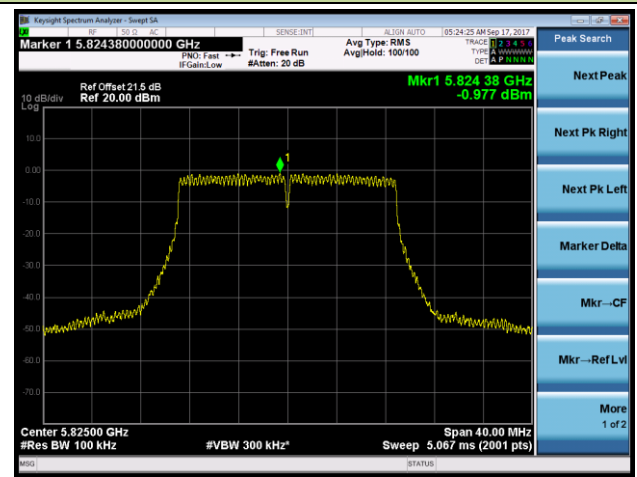 Keysight Spectrum Analyzer - Swept SA
RF 50 Ω AC SENSE:INT ALIGN AUTO 05:24:25 AM Sep 17, 2017
Marker 1 5.824380000000 GHz
PNO: Fast
IFGain:Low
Trig: Free Run
#Atten: 20 dB
Avg Type: RMS
Avg|Hold: 100/100
TRACE 1 2 3 4 5 6
TYPE A WWWWW
DET A P N N N N
Peak Search
Next Peak
Next Pk Right
Next Pk Left
Marker Delta
Mkr→CF
Mkr→Ref Lvl
More
1 of 2
Mkr1 5.824 38 GHz
-0.977 dBm
Ref Offset 21.5 dB
10 dB/div Ref 20.00 dBm
Log
10.0
1
0.00
-10.0
-20.0
-30.0
-40.0
-50.0
-60.0
-70.0
Center 5.82500 GHz Span 40.00 MHz
#Res BW 100 kHz #VBW 300 kHz* Sweep 5.067 ms (2001 pts)
MSG STATUS